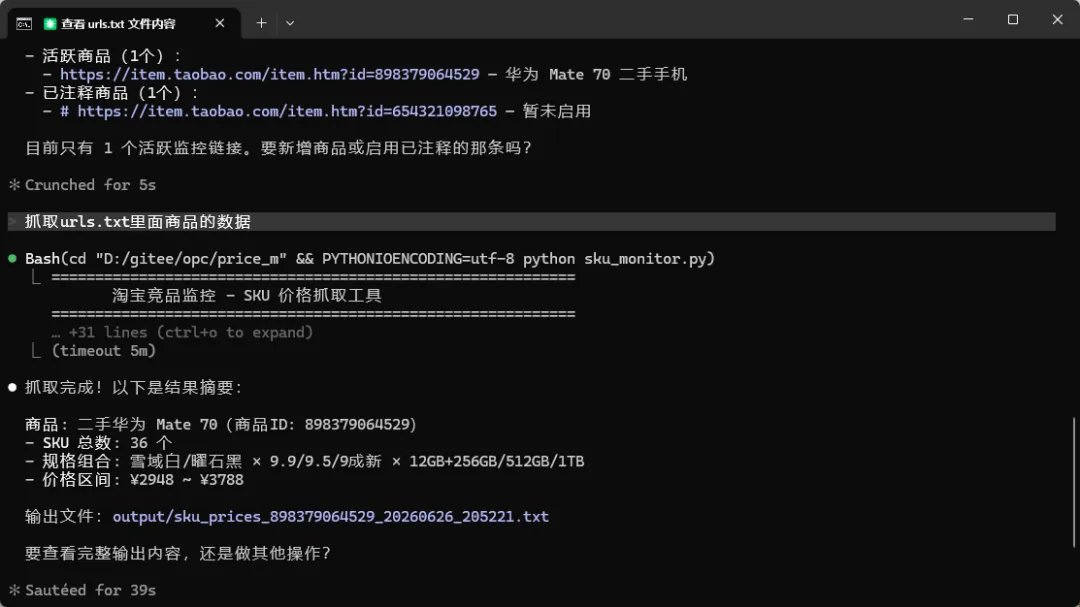 查看 urls.txt 文件内容
- 活跃商品（1个）:
- https://item.taobao.com/item.htm?id=898379064529 - 华为 Mate 70 二手手机
- 已注释商品（1个）:
- # https://item.taobao.com/item.htm?id=654321098765 - 暂未启用
目前只有 1 个活跃监控链接。要新增商品或启用已注释的那条吗?
* Crunched for 5s
> 抓取urls.txt里面商品的数据
● Bash(cd "D:/gitee/opc/price_m" && PYTHONIOENCODING=utf-8 python sku_monitor.py)
============================================================
淘宝竞品监控 - SKU 价格抓取工具
============================================================
… +31 lines (ctrl+o to expand)
(timeout 5m)
● 抓取完成! 以下是结果摘要:
商品: 二手华为 Mate 70（商品ID: 898379064529）
- SKU 总数: 36 个
- 规格组合: 雪域白/曜石黑 × 9.9/9.5/9成新 × 12GB+256GB/512GB/1TB
- 价格区间: ¥2948 ~ ¥3788
输出文件: output/sku_prices_898379064529_20260626_205221.txt
要查看完整输出内容, 还是做其他操作?
* Sautéed for 39s